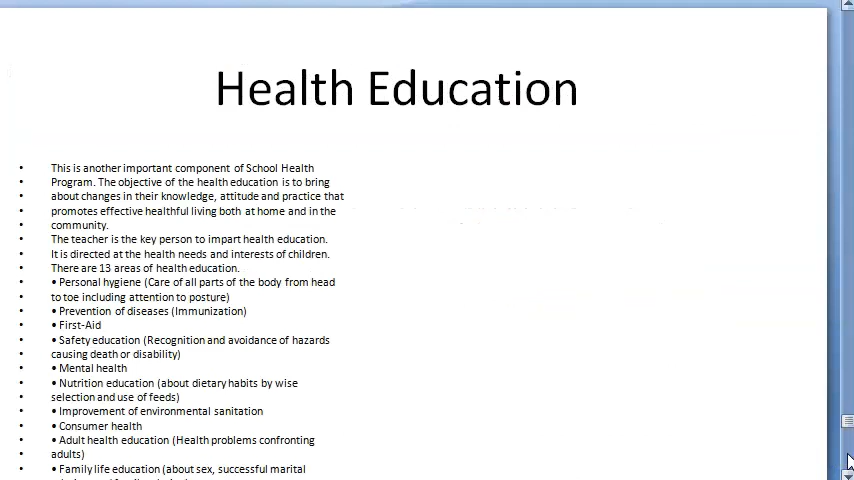 Health Education
• This is another important component of School Health
• Program. The objective of the health education is to bring
• about changes in their knowledge, attitude and practice that
• promotes effective healthful living both at home and in the
• community.
• The teacher is the key person to impart health education.
• It is directed at the health needs and interests of children.
• There are 13 areas of health education.
• • Personal hygiene (Care of all parts of the body from head
• to toe including attention to posture)
• • Prevention of diseases (Immunization)
• • First-Aid
• • Safety education (Recognition and avoidance of hazards
• causing death or disability)
• • Mental health
• • Nutrition education (about dietary habits by wise
• selection and use of feeds)
• • Improvement of environmental sanitation
• • Consumer health
• • Adult health education (Health problems confronting
• adults)
• • Family life education (about sex, successful marital